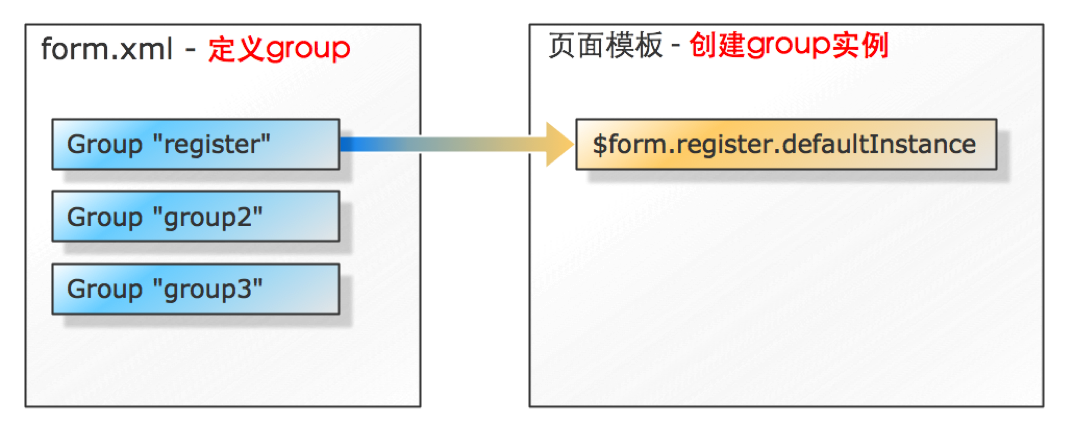 form.xml - 定义group
Group "register"
Group "group2"
Group "group3"
页面模板 - 创建group实例
$form.register.defaultInstance